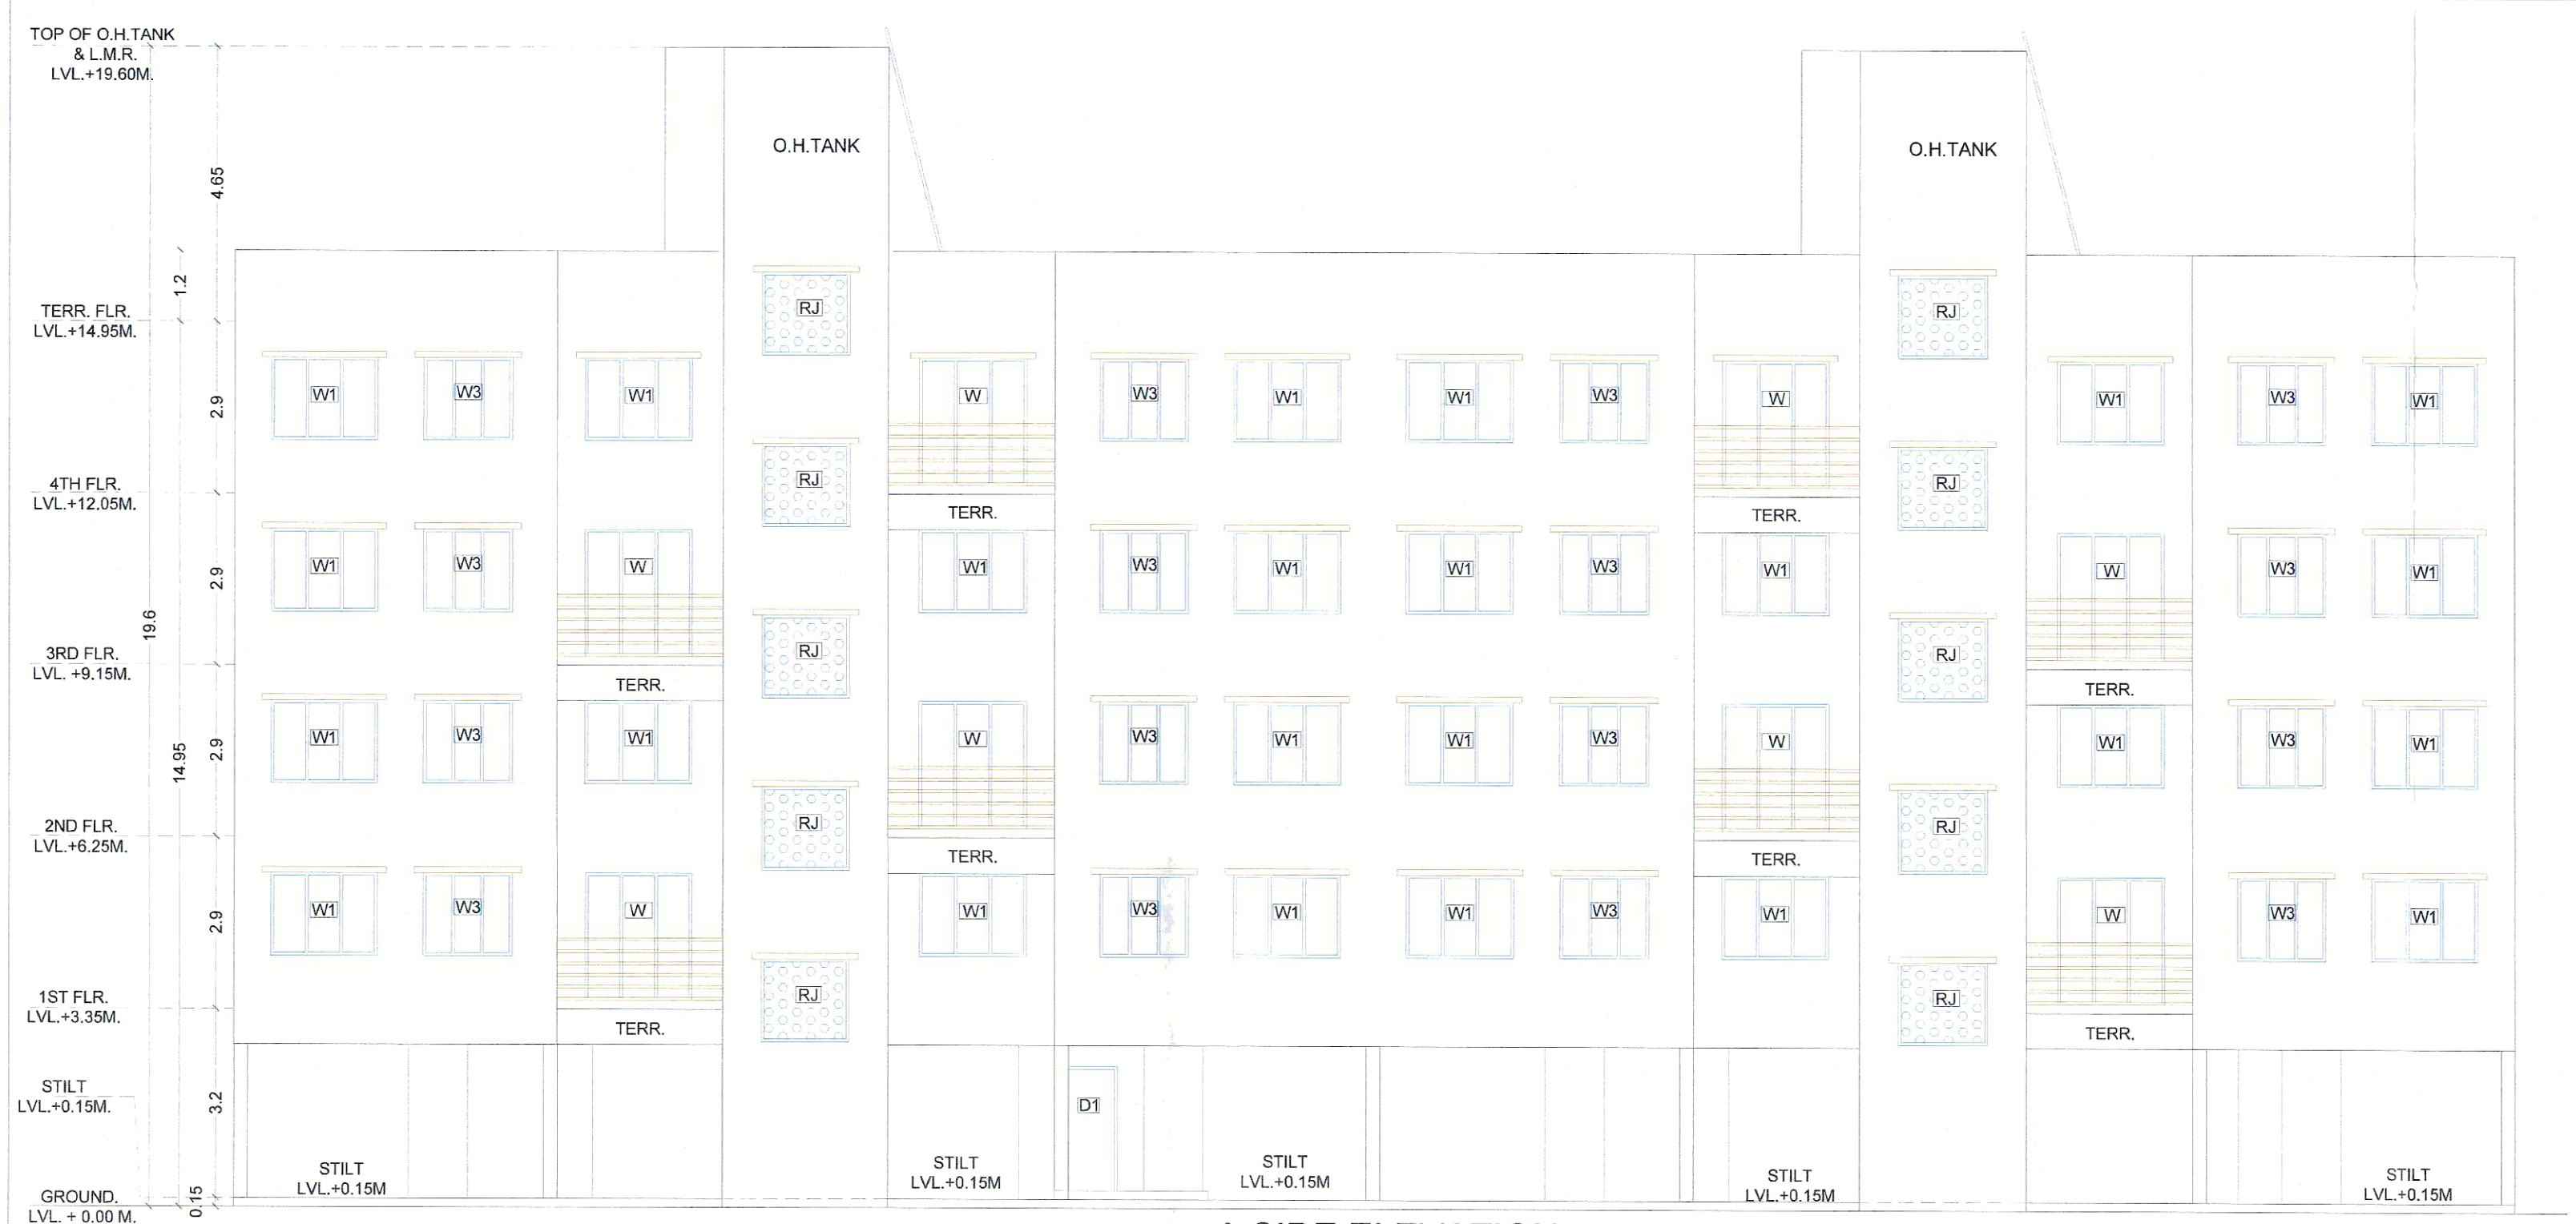 TOP OF O.H.TANK
& L.M.R.
LVL.+19.60M.
O.H.TANK
O.H.TANK
4.65
1.2
TERR. FLR.
LVL.+14.95M.
RJ
RJ
2.9
W1
W3
W1
W
W3
W1
W1
W3
W
W1
W3
W1
4TH FLR.
LVL.+12.05M.
RJ
RJ
TERR.
TERR.
2.9
W1
W3
W
W1
W3
W1
W1
W3
W1
W
W3
W1
19.6
3RD FLR.
LVL. +9.15M.
RJ
RJ
TERR.
TERR.
14.95
2.9
W1
W3
W1
W
W3
W1
W1
W3
W
W1
W3
W1
2ND FLR.
LVL.+6.25M.
RJ
RJ
TERR.
TERR.
2.9
W1
W3
W
W1
W3
W1
W1
W3
W1
W
W3
W1
1ST FLR.
LVL.+3.35M.
RJ
RJ
TERR.
TERR.
STILT
LVL.+0.15M.
3.2
D1
STILT
LVL.+0.15M
STILT
LVL.+0.15M
STILT
LVL.+0.15M
STILT
LVL.+0.15M
STILT
LVL.+0.15M
GROUND.
LVL. + 0.00 M.
0.15